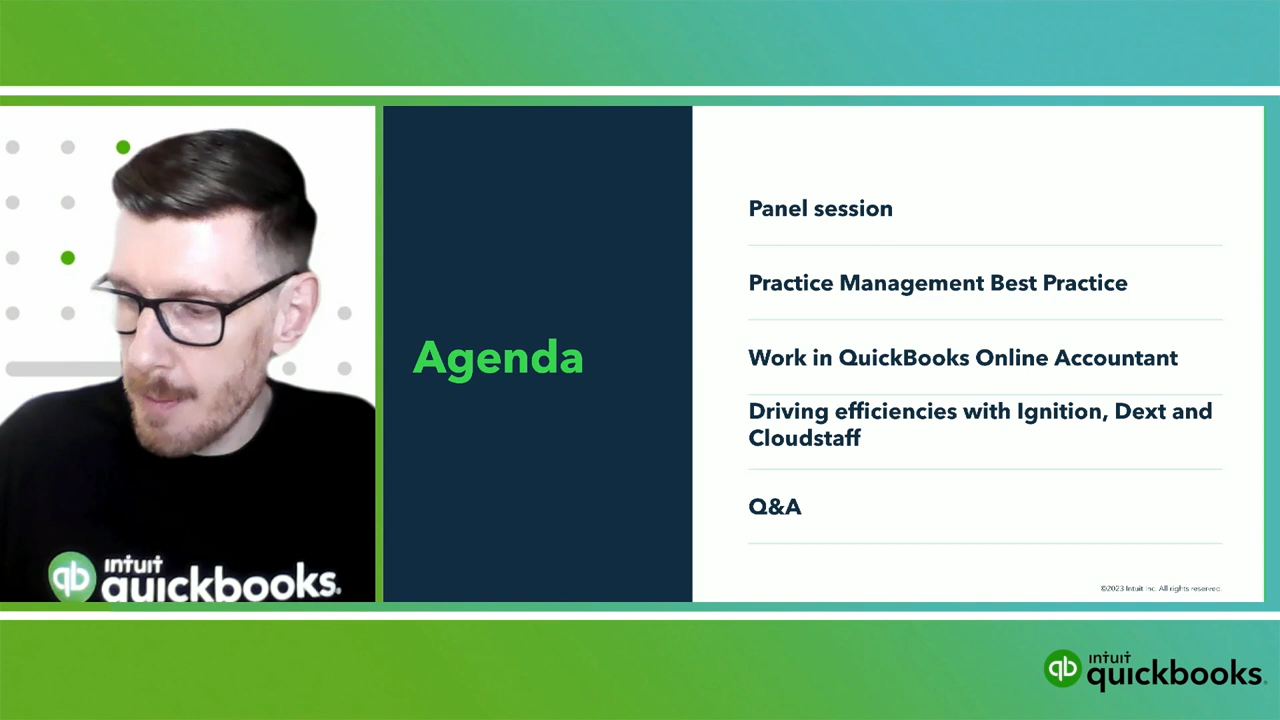 intuit
quickbooks.
Agenda
Panel session
Practice Management Best Practice
Work in QuickBooks Online Accountant
Driving efficiencies with Ignition, Dext and
Cloudstaff
Q&A
©2023 Intuit Inc. All rights reserved.
intuit
quickbooks.